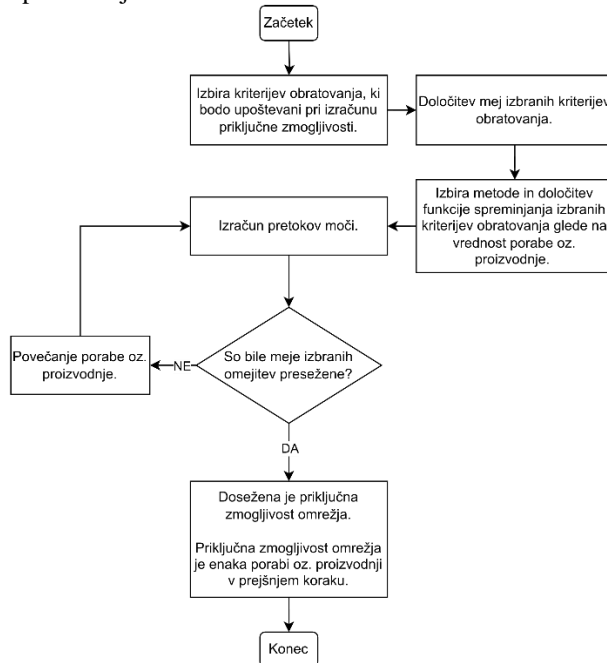 Začetek
Izbira kriterijev obratovanja, ki
bodo upoštevani pri izračunu
priključne zmogljivosti.
Določitev mej izbranih kriterijev
obratovanja.
Izbira metode in določitev
funkcije spreminjanja izbranih
kriterijev obratovanja glede na
vrednost porabe oz.
proizvodnje.
Izračun pretokov moči.
Povečanje porabe oz.
proizvodnje.
NE
So bile meje izbranih
omejitev presežene?
DA
Dosežena je priključna
zmogljivost omrežja.
Priključna zmogljivost omrežja
je enaka porabi oz. proizvodnji
v prejšnjem koraku.
Konec